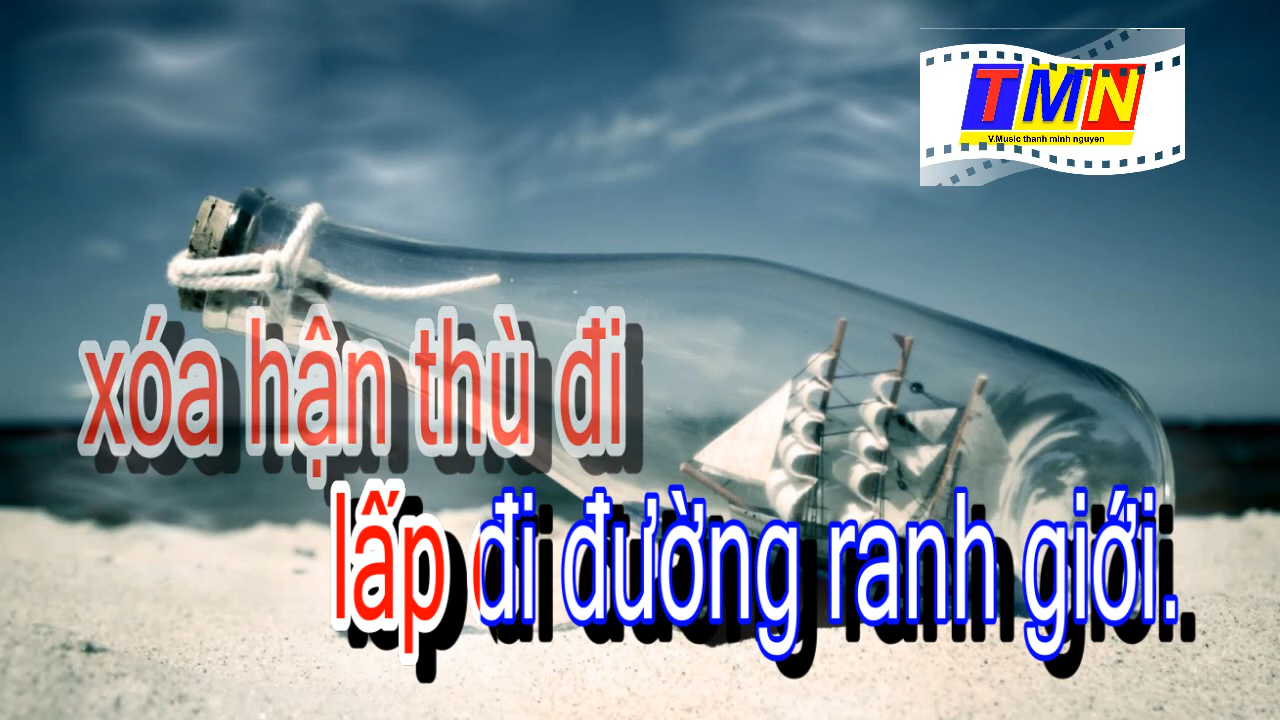 TMN
V.Music thanh minh nguyen
xóa hận thù đi
lấp đi đường ranh giới.